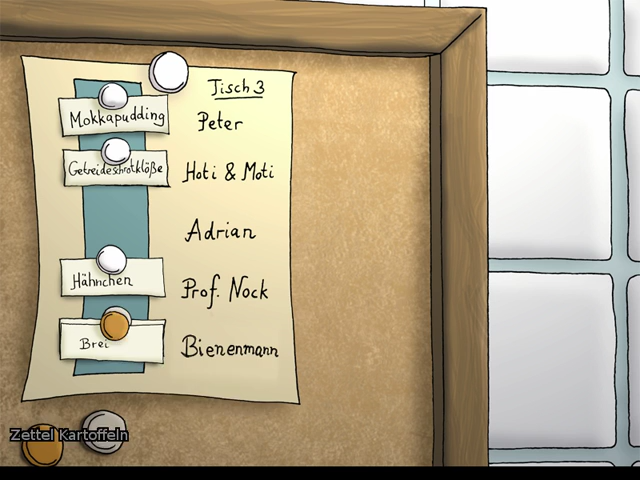 Tisch 3
Mokkapudding Peter
Getreideschrotklöße Hoti & Moti
Adrian
Hähnchen Prof. Nock
Brei Bienenmann
Zettel Kartoffeln